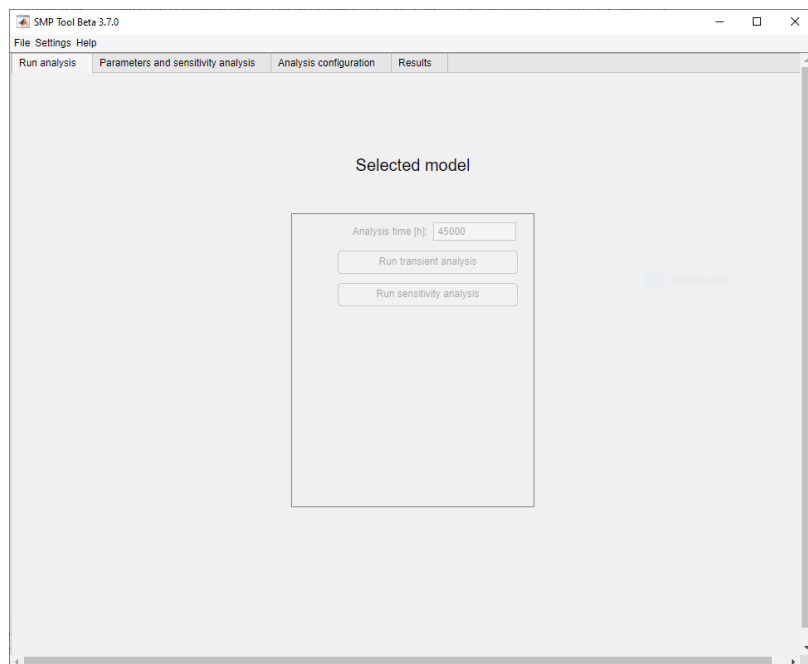 SMP Tool Beta 3.7.0
File Settings Help
Run analysis Parameters and sensitivity analysis Analysis configuration Results
Selected model
Analysis time [h]: 45000
Run transient analysis
Run sensitivity analysis